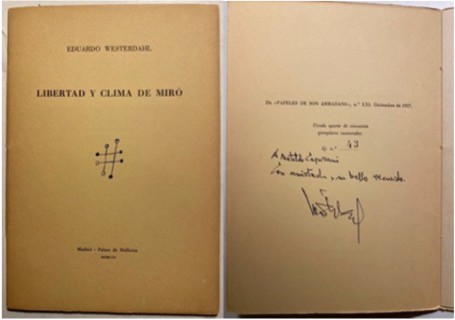 EDUARDO WESTERDAHL
LIBERTAD Y CLIMA DE MIRÓ
Madrid - Palma de Mallorca
De «PAPELES DE SON ARMADANS», n.º XXI. Diciembre de 1957.
Tirada aparte de cincuenta
ejemplares numerados
n.º 43
A
Con amistad y un bello recuerdo.